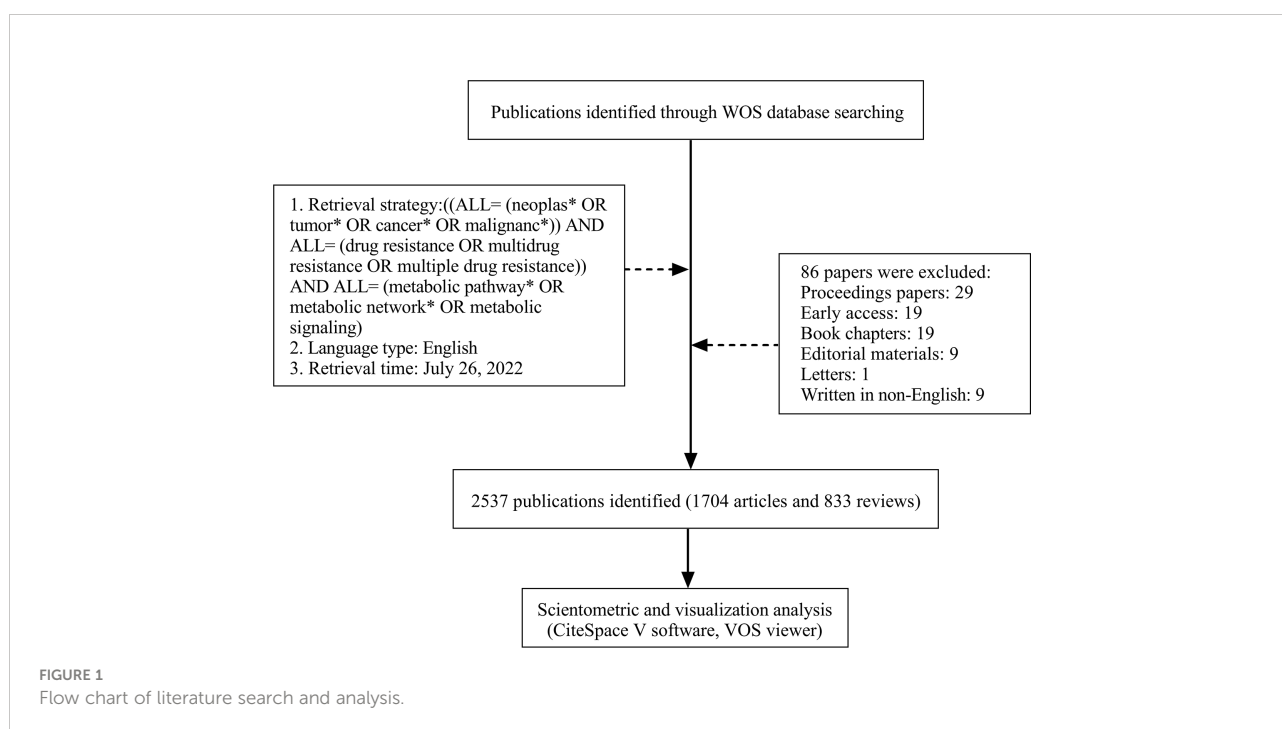 Publications identified through WOS database searching
1. Retrieval strategy:((ALL= (neoplas* OR
tumor* OR cancer* OR malignanc*)) AND
ALL= (drug resistance OR multidrug
resistance OR multiple drug resistance))
AND ALL= (metabolic pathway* OR
metabolic network* OR metabolic
signaling)
2. Language type: English
3. Retrieval time: July 26, 2022
86 papers were excluded:
Proceedings papers: 29
Early access: 19
Book chapters: 19
Editorial materials: 9
Letters: 1
Written in non-English: 9
2537 publications identified (1704 articles and 833 reviews)
Scientometric and visualization analysis
(CiteSpace V software, VOS viewer)
FIGURE 1
Flow chart of literature search and analysis.